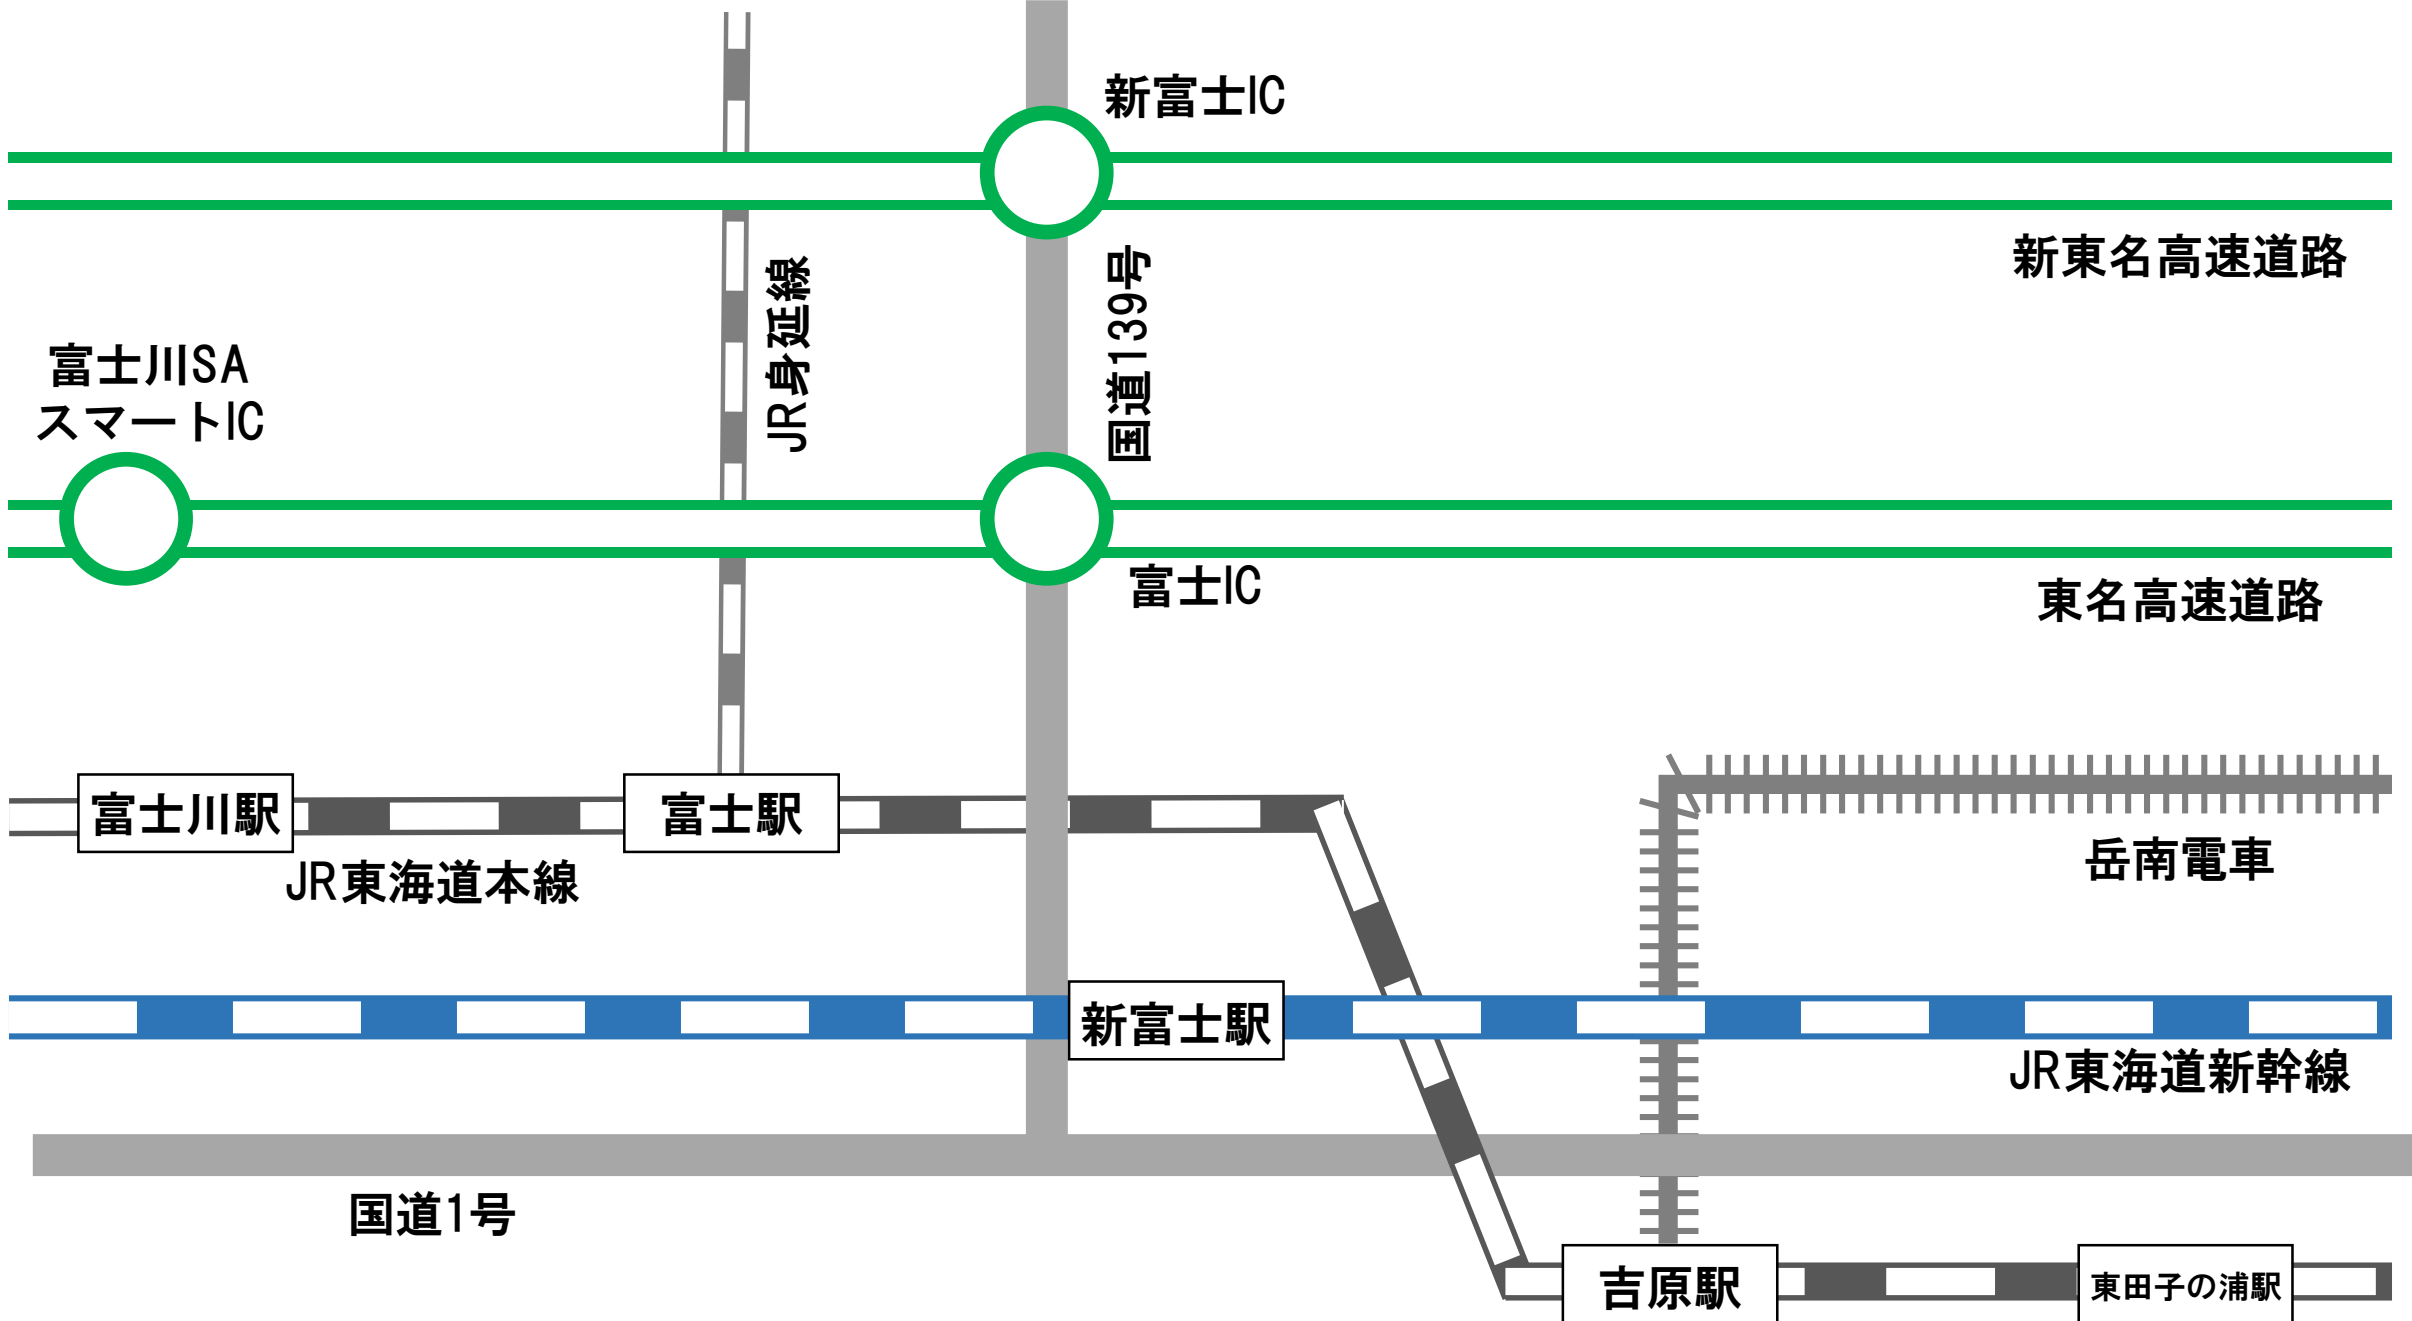 新富士IC
新東名高速道路
JR身延線
国道139号
富士川SA
スマートIC
富士IC
東名高速道路
富士川駅
富士駅
JR東海道本線
岳南電車
新富士駅
JR東海道新幹線
国道1号
吉原駅
東田子の浦駅